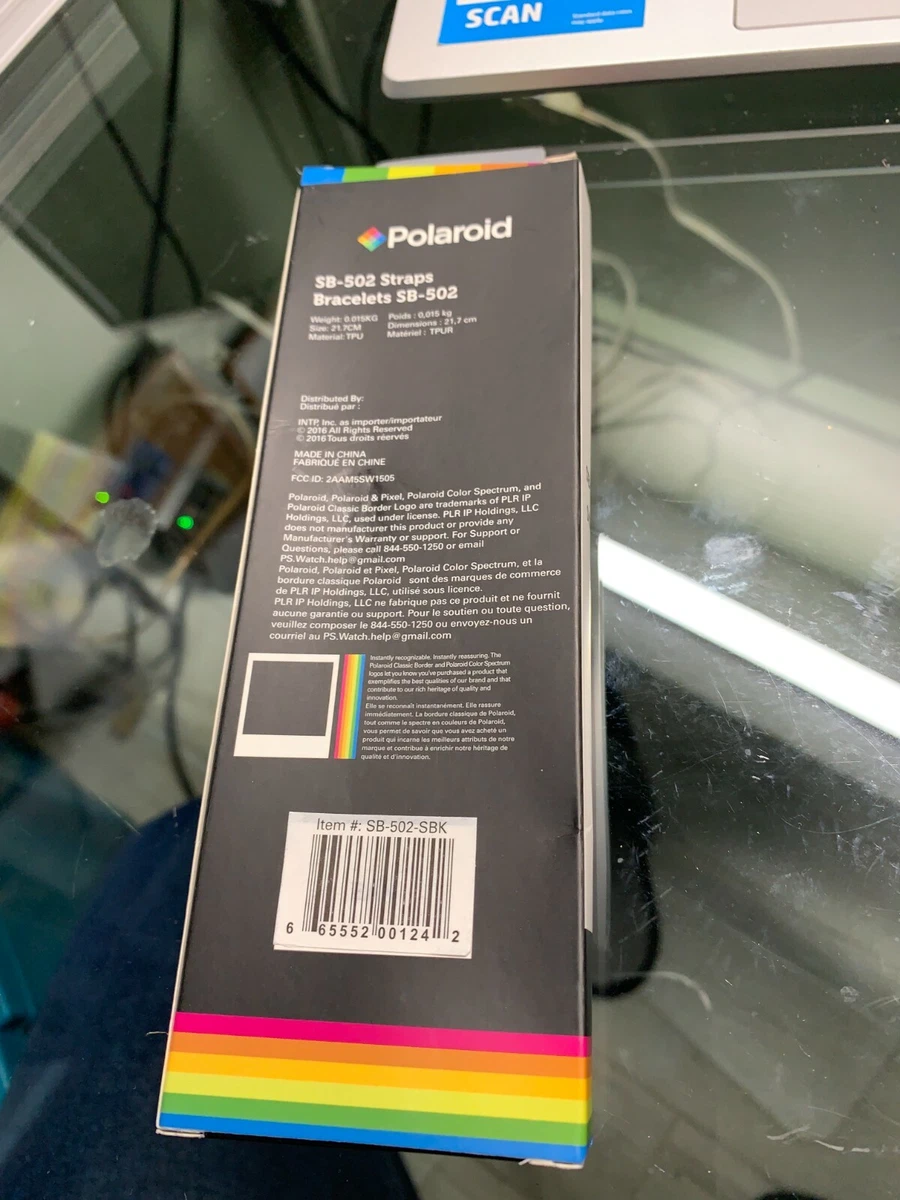 SCAN
Polaroid
SB-502 Straps
Bracelets SB-502
Weight: 0.015KG
Size: 21.7CM
Material: TPU
Poids : 0,015 kg
Dimensions : 21,7 cm
Matériel : TPUR
Distributed By:
Distribué par :
INTP, Inc. as importer/importateur
© 2016 All Rights Reserved
© 2016 Tous droits réervés
MADE IN CHINA
FABRIQUÉ EN CHINE
FCC ID: 2AAM5SW1505
Polaroid, Polaroid & Pixel, Polaroid Color Spectrum, and
Polaroid Classic Border Logo are trademarks of PLR IP
Holdings, LLC, used under license. PLR IP Holdings, LLC
does not manufacture this product or provide any
Manufacturer's Warranty or support. For Support or
Questions, please call 844-550-1250 or email
PS.Watch.help@gmail.com
Polaroid, Polaroid et Pixel, Polaroid Color Spectrum, et la
bordure classique Polaroid sont des marques de commerce
de PLR IP Holdings, LLC, utilisé sous licence.
PLR IP Holdings, LLC ne fabrique pas ce produit et ne fournit
aucune garantie ou support. Pour le soutien ou toute question,
veuillez composer le 844-550-1250 ou envoyez-nous un
courriel au PS.Watch.help@gmail.com
Instantly recognizable. Instantly reassuring. The
Polaroid Classic Border and Polaroid Color Spectrum
logos let you know you've purchased a product that
exemplifies the best qualities of our brand and that
contribute to our rich heritage of quality and
innovation.
Elle se reconnaît instantanément. Elle rassure
immédiatement. La bordure classique de Polaroid,
tout comme le spectre en couleurs de Polaroid,
vous permet de savoir que vous avez acheté un
produit qui incarne les meilleurs attributs de notre
marque et contribue à enrichir notre héritage de
qualité et d'innovation.
Item #: SB-502-SBK
6 65552 00124 2